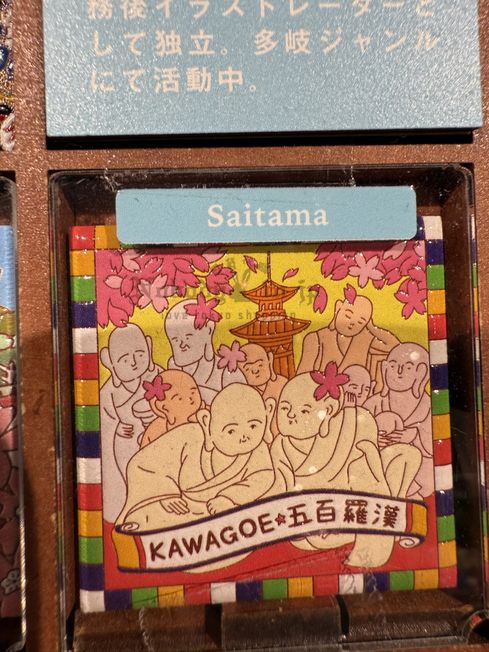 務後イラストレーターと
して独立。多岐ジャンル
にて活動中。
Saitama
KAWAGOE★五百羅漢